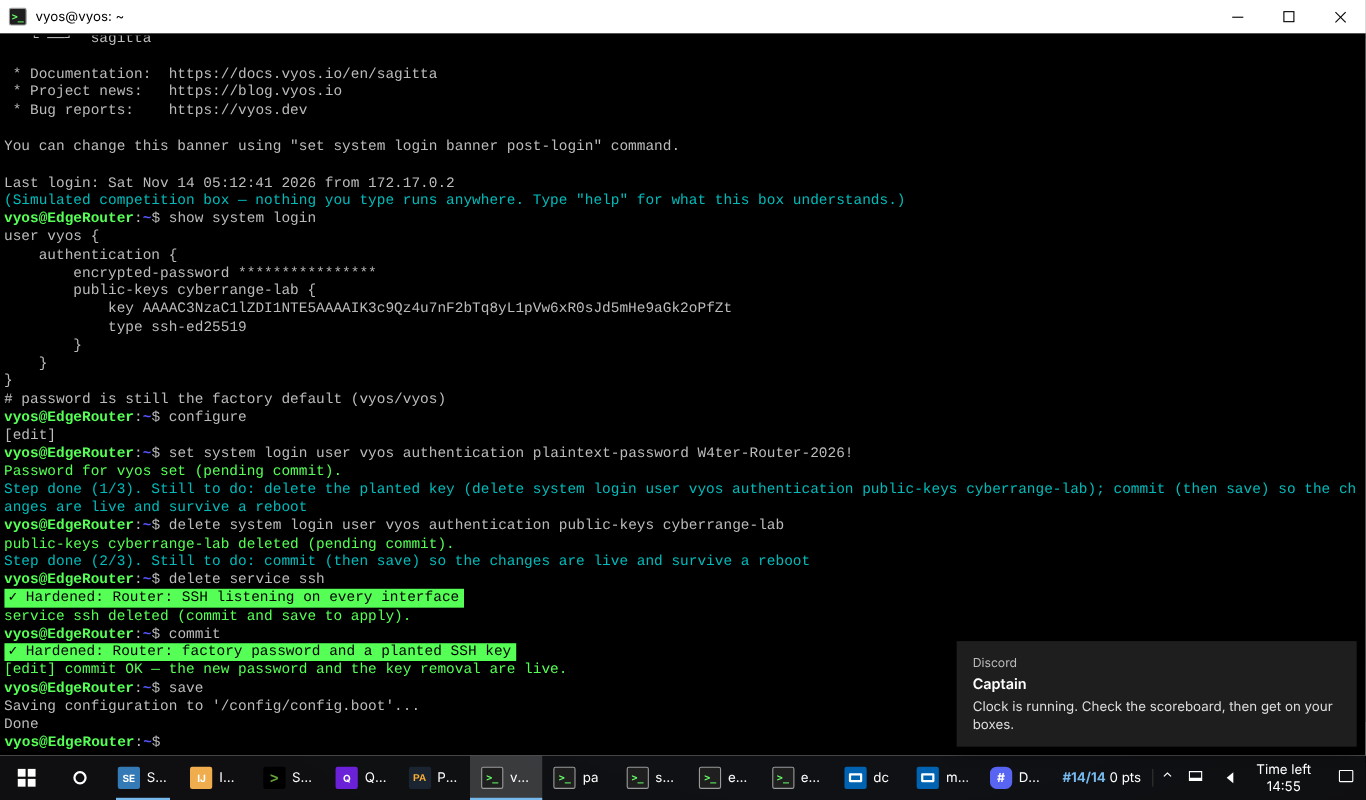 vyos@vyos: ~
sagitta
* Documentation:  https://docs.vyos.io/en/sagitta
* Project news:   https://blog.vyos.io
* Bug reports:    https://vyos.dev
You can change this banner using "set system login banner post-login" command.
Last login: Sat Nov 14 05:12:41 2026 from 172.17.0.2
(Simulated competition box — nothing you type runs anywhere. Type "help" for what this box understands.)
vyos@EdgeRouter:~$ show system login
user vyos {
    authentication {
        encrypted-password ****************
        public-keys cyberrange-lab {
            key AAAAC3NzaC1lZDI1NTE5AAAAIK3c9Qz4u7nF2bTq8yL1pVw6xR0sJd5mHe9aGk2oPfZt
            type ssh-ed25519
        }
    }
}
# password is still the factory default (vyos/vyos)
vyos@EdgeRouter:~$ configure
[edit]
vyos@EdgeRouter:~$ set system login user vyos authentication plaintext-password W4ter-Router-2026!
Password for vyos set (pending commit).
Step done (1/3). Still to do: delete the planted key (delete system login user vyos authentication public-keys cyberrange-lab); commit (then save) so the ch
anges are live and survive a reboot
vyos@EdgeRouter:~$ delete system login user vyos authentication public-keys cyberrange-lab
public-keys cyberrange-lab deleted (pending commit).
Step done (2/3). Still to do: commit (then save) so the changes are live and survive a reboot
vyos@EdgeRouter:~$ delete service ssh
✓ Hardened: Router: SSH listening on every interface
service ssh deleted (commit and save to apply).
vyos@EdgeRouter:~$ commit
✓ Hardened: Router: factory password and a planted SSH key
[edit] commit OK — the new password and the key removal are live.
vyos@EdgeRouter:~$ save
Saving configuration to '/config/config.boot'...
Done
vyos@EdgeRouter:~$
Discord
Captain
Clock is running. Check the scoreboard, then get on your
boxes.
SE S... IJ I... > S... Q Q... PA P... >_ v... >_ pa >_ s... >_ e... >_ e... dc m... # D... #14/14 0 pts ^ Time left
14:55